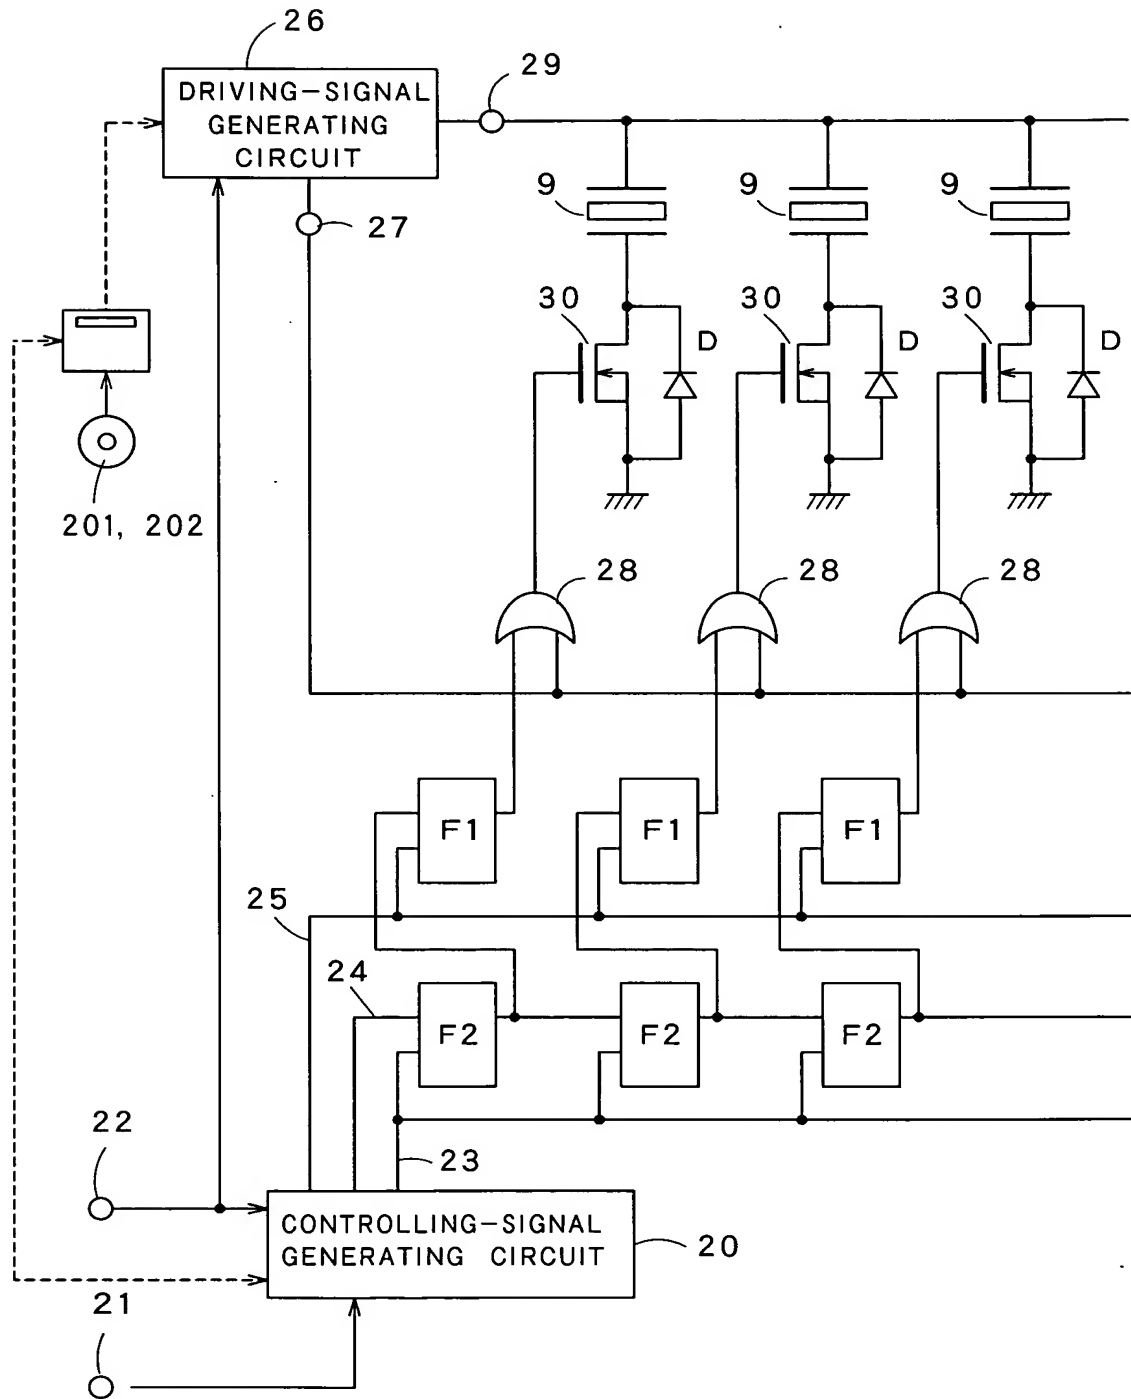 26
DRIVING-SIGNAL
GENERATING
CIRCUIT
29
27
9
9
9
30
30
30
D
D
D
201, 202
28
28
28
F1
F1
F1
25
24
F2
F2
F2
22
23
CONTROLLING-SIGNAL
GENERATING CIRCUIT
20
21